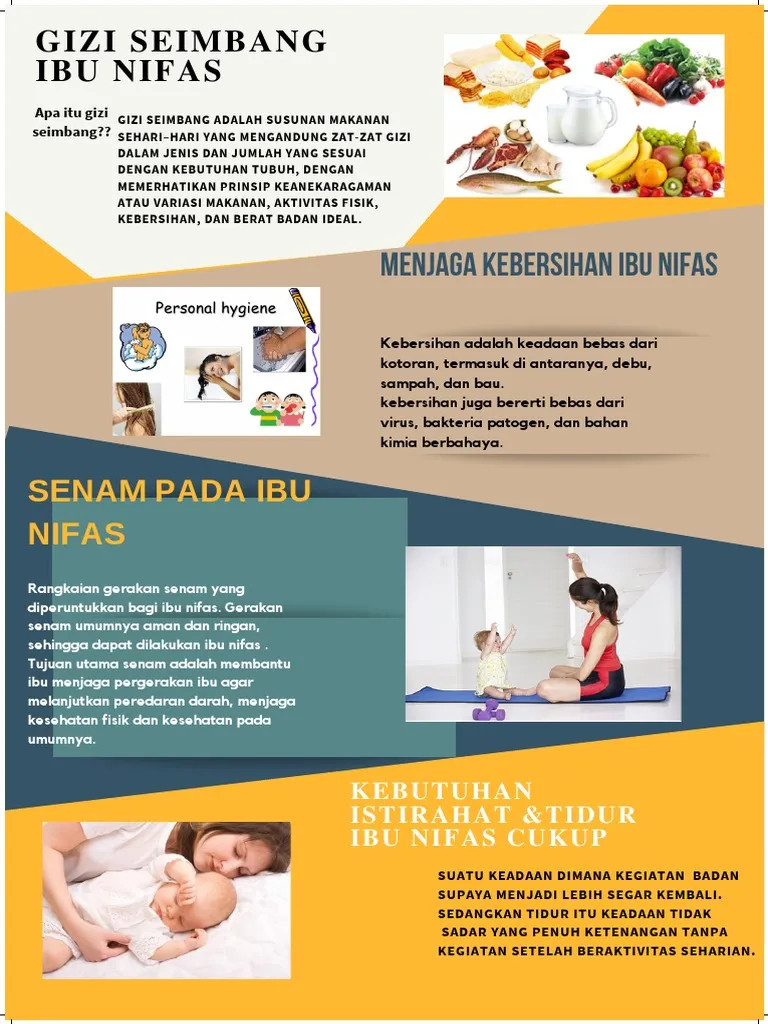 GIZI SEIMBANG
IBU NIFAS
Apa itu gizi
seimbang??
GIZI SEIMBANG ADALAH SUSUNAN MAKANAN
SEHARI–HARI YANG MENGANDUNG ZAT-ZAT GIZI
DALAM JENIS DAN JUMLAH YANG SESUAI
DENGAN KEBUTUHAN TUBUH, DENGAN
MEMERHATIKAN PRINSIP KEANEKARAGAMAN
ATAU VARIASI MAKANAN, AKTIVITAS FISIK,
KEBERSIHAN, DAN BERAT BADAN IDEAL.
MENJAGA KEBERSIHAN IBU NIFAS
Personal hygiene
Kebersihan adalah keadaan bebas dari
kotoran, termasuk di antaranya, debu,
sampah, dan bau.
kebersihan juga bererti bebas dari
virus, bakteria patogen, dan bahan
kimia berbahaya.
SENAM PADA IBU
NIFAS
Rangkaian gerakan senam yang
diperuntukkan bagi ibu nifas. Gerakan
senam umumnya aman dan ringan,
sehingga dapat dilakukan ibu nifas .
Tujuan utama senam adalah membantu
ibu menjaga pergerakan ibu agar
melanjutkan peredaran darah, menjaga
kesehatan fisik dan kesehatan pada
umumnya.
KEBUTUHAN
ISTIRAHAT &TIDUR
IBU NIFAS CUKUP
SUATU KEADAAN DIMANA KEGIATAN  BADAN
SUPAYA MENJADI LEBIH SEGAR KEMBALI.
SEDANGKAN TIDUR ITU KEADAAN TIDAK
SADAR YANG PENUH KETENANGAN TANPA
KEGIATAN SETELAH BERAKTIVITAS SEHARIAN.